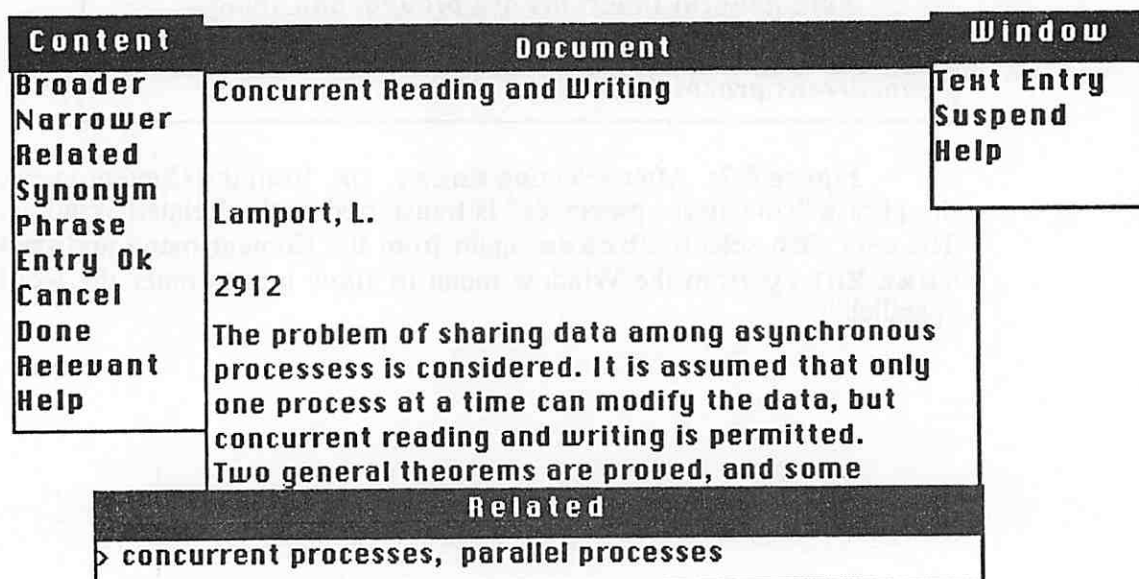 Content
Broader
Narrower
Related
Synonym
Phrase
Entry Ok
Cancel
Done
Relevant
Help
Document
Concurrent Reading and Writing
Lamport, L.
2912
The problem of sharing data among asynchronous
processess is considered. It is assumed that only
one process at a time can modify the data, but
concurrent reading and writing is permitted.
Two general theorems are proved, and some
Window
Text Entry
Suspend
Help
Related
> concurrent processes, parallel processes